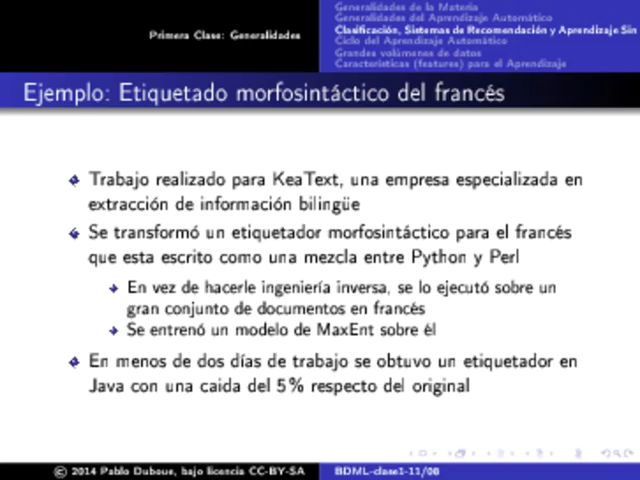 Primera Clase: Generalidades
Generalidades de la Materia
Generalidades del Aprendizaje Automático
Clasificación, Sistemas de Recomendación y Aprendizaje Sin
Ciclo del Aprendizaje Automático
Grandes volúmenes de datos
Características (features) para el Aprendizaje
Ejemplo: Etiquetado morfosintáctico del francés
Trabajo realizado para KeaText, una empresa especializada en
extracción de información bilingüe
Se transformó un etiquetador morfosintáctico para el francés
que esta escrito como una mezcla entre Python y Perl
En vez de hacerle ingeniería inversa, se lo ejecutó sobre un
gran conjunto de documentos en francés
Se entrenó un modelo de MaxEnt sobre él
En menos de dos días de trabajo se obtuvo un etiquetador en
Java con una caida del 5% respecto del original
© 2014 Pablo Duboue, bajo licencia CC-BY-SA
BDML-clase1-11/08